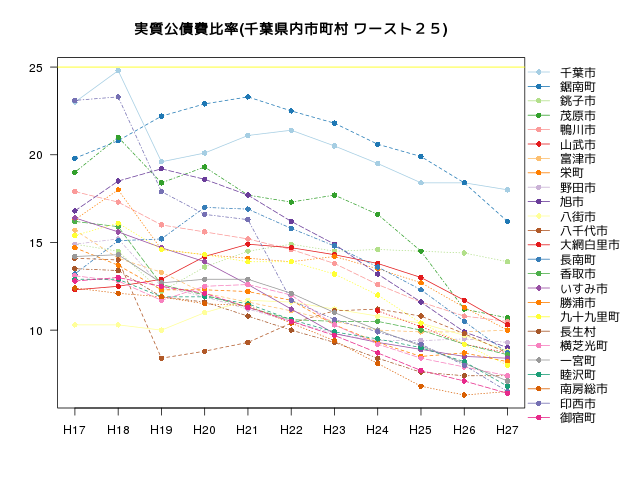 実質公債費比率(千葉県内市町村 ワースト２５)
25
20
15
10
H17 H18 H19 H20 H21 H22 H23 H24 H25 H26 H27
千葉市
鋸南町
銚子市
茂原市
鴨川市
山武市
富津市
栄町
野田市
旭市
八街市
八千代市
大網白里市
長南町
香取市
いすみ市
勝浦市
九十九里町
長生村
横芝光町
一宮町
睦沢町
南房総市
印西市
御宿町